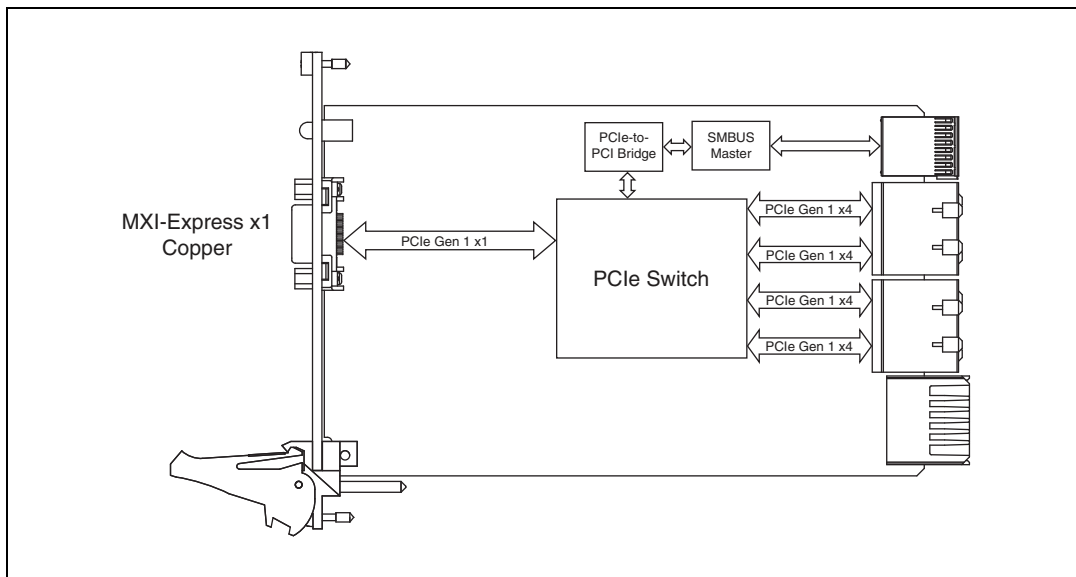 PCIe-to-
PCI Bridge
SMBUS
Master
MXI-Express x1
Copper
PCIe Gen 1 x1
PCIe Switch
PCIe Gen 1 x4
PCIe Gen 1 x4
PCIe Gen 1 x4
PCIe Gen 1 x4